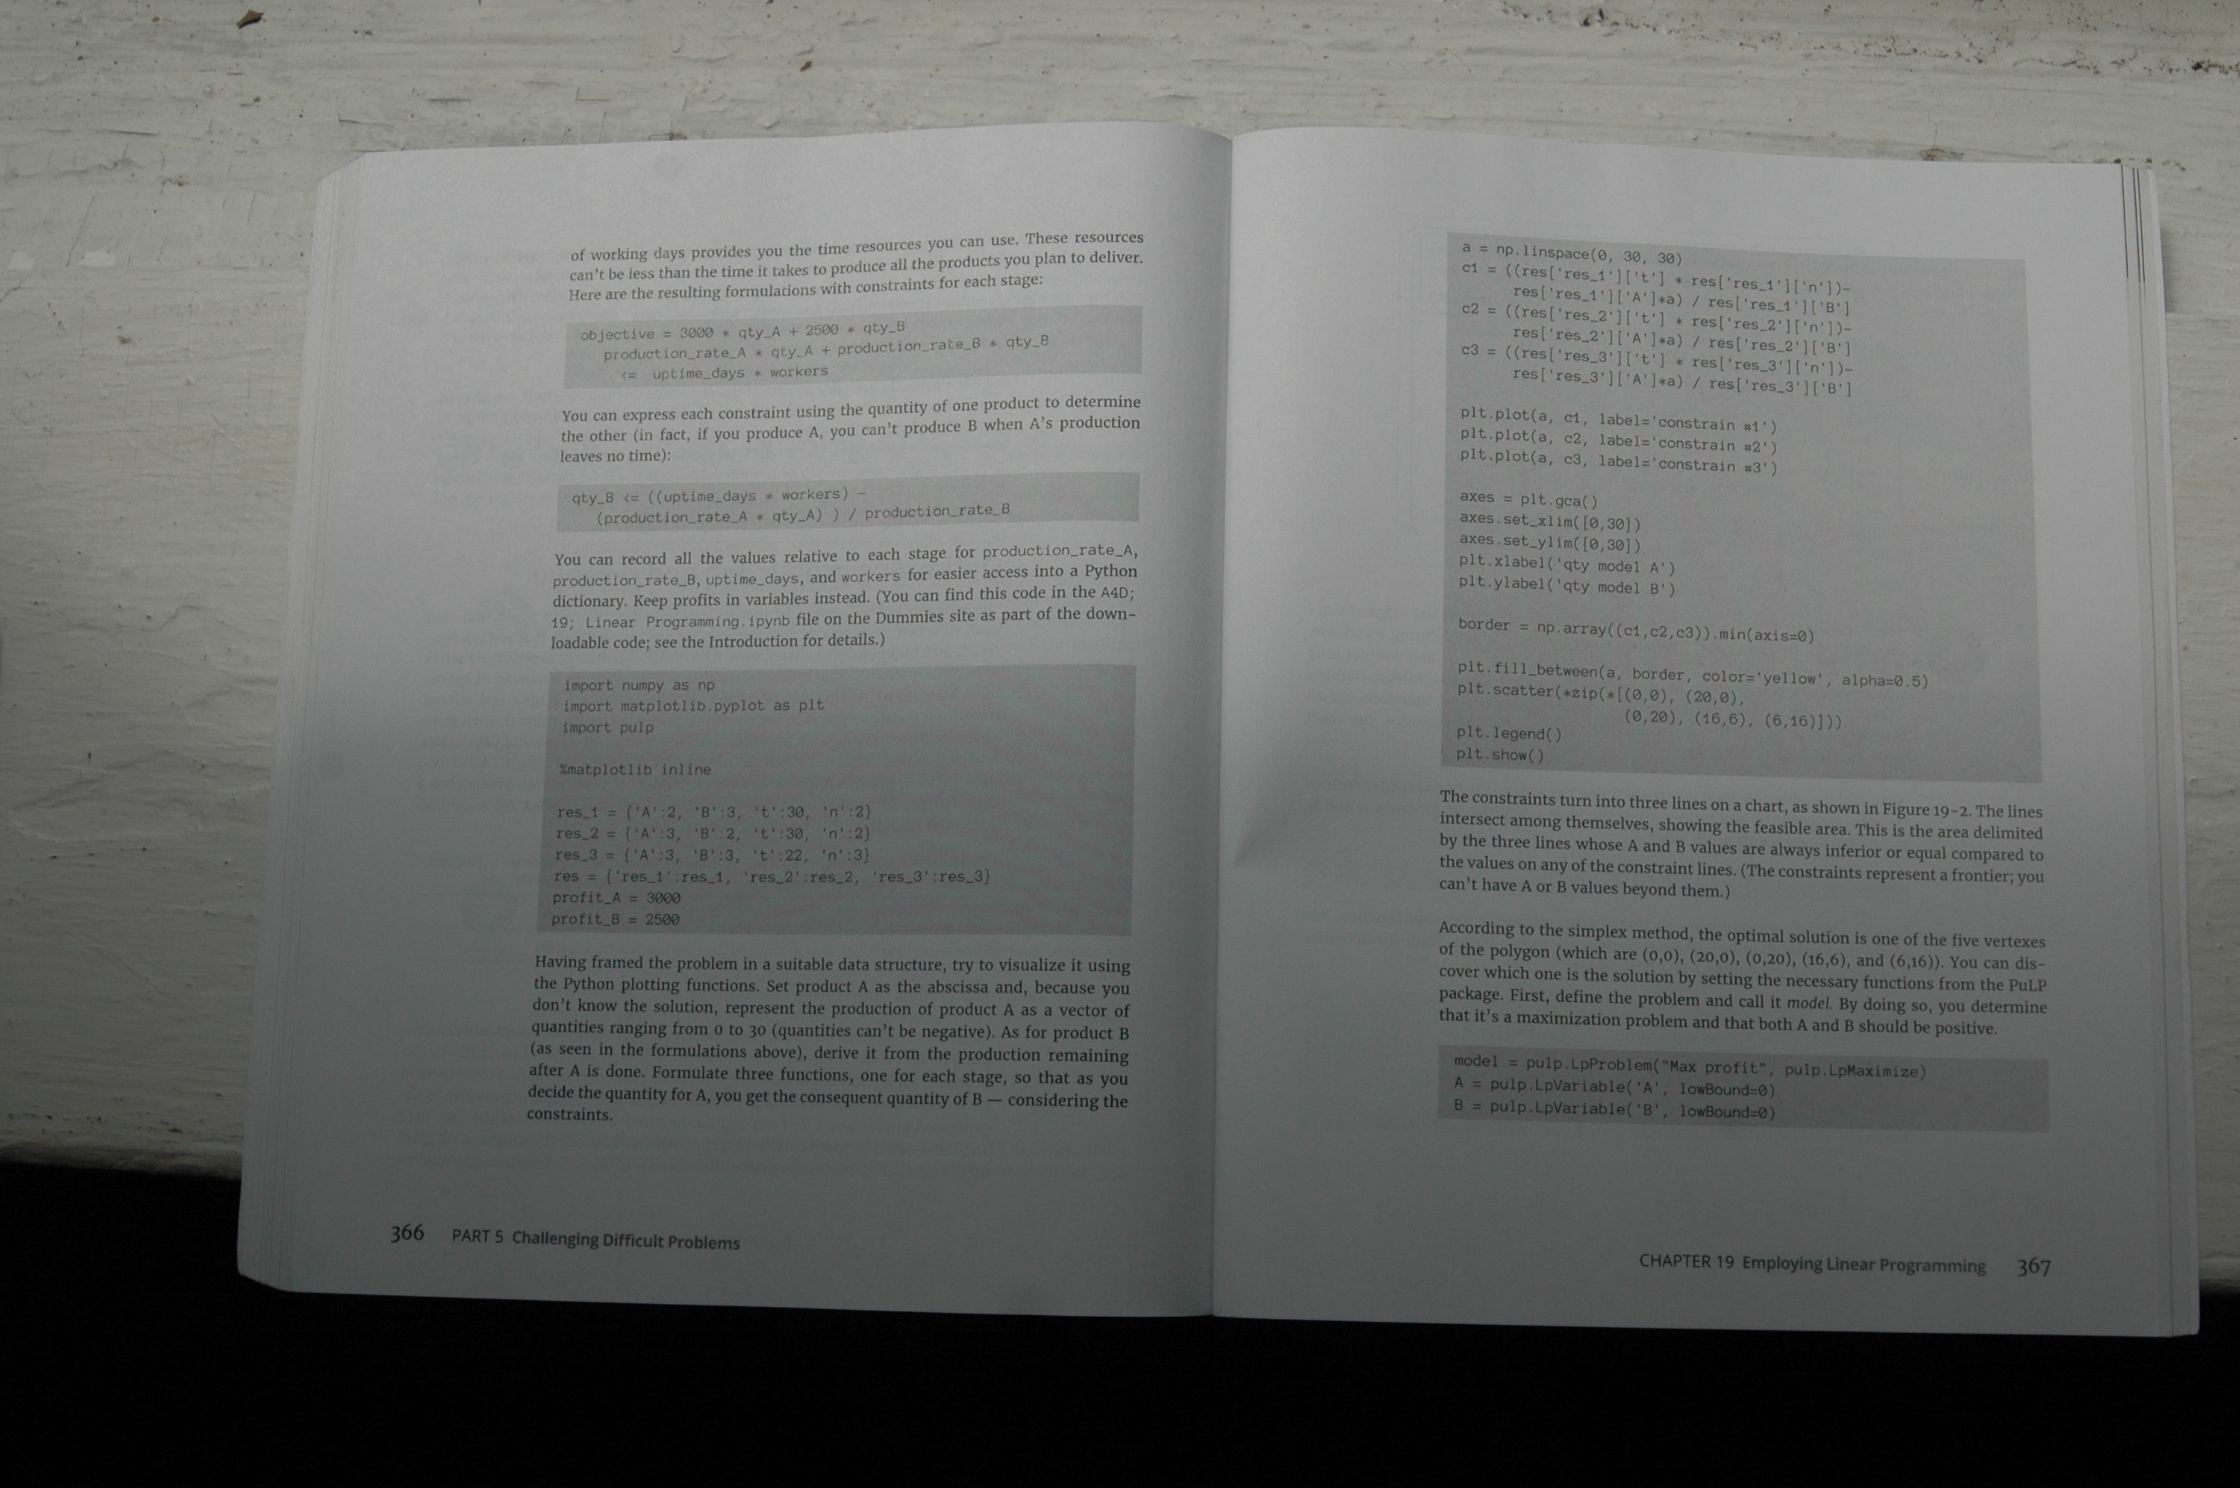 of working days provides you the time resources you can use. These resources
can't be less than the time it takes to produce all the products you plan to deliver.
Here are the resulting formulations with constraints for each stage:
objective = 3000 * qty_A + 2500 * qty_B
production_rate_A * qty_A + production_rate_B * qty_B
<= uptime_days * workers
You can express each constraint using the quantity of one product to determine
the other (in fact, if you produce A, you can't produce B when A's production
leaves no time):
qty_B <= ((uptime_days * workers) -
(production_rate_A * qty_A) ) / production_rate_B
You can record all the values relative to each stage for production_rate_A,
production_rate_B, uptime_days, and workers for easier access into a Python
dictionary. Keep profits in variables instead. (You can find this code in the A4D;
19; Linear Programming.ipynb file on the Dummies site as part of the down-
loadable code; see the Introduction for details.)
import numpy as np
import matplotlib.pyplot as plt
import pulp
%matplotlib inline
res_1 = {'A':2, 'B':3, 't':30, 'n':2}
res_2 = {'A':3, 'B':2, 't':30, 'n':2}
res_3 = {'A':3, 'B':3, 't':22, 'n':3}
res = {'res_1':res_1, 'res_2':res_2, 'res_3':res_3}
profit_A = 3000
profit_B = 2500
Having framed the problem in a suitable data structure, try to visualize it using
the Python plotting functions. Set product A as the abscissa and, because you
don't know the solution, represent the production of product A as a vector of
quantities ranging from 0 to 30 (quantities can't be negative). As for product B
(as seen in the formulations above), derive it from the production remaining
after A is done. Formulate three functions, one for each stage, so that as you
decide the quantity for A, you get the consequent quantity of B — considering the
constraints.
366 PART 5 Challenging Difficult Problems
a = np.linspace(0, 30, 30)
c1 = ((res['res_1']['t'] * res['res_1']['n'])-
res['res_1']['A']*a) / res['res_1']['B']
c2 = ((res['res_2']['t'] * res['res_2']['n'])-
res['res_2']['A']*a) / res['res_2']['B']
c3 = ((res['res_3']['t'] * res['res_3']['n'])-
res['res_3']['A']*a) / res['res_3']['B']
plt.plot(a, c1, label='constrain #1')
plt.plot(a, c2, label='constrain #2')
plt.plot(a, c3, label='constrain #3')
axes = plt.gca()
axes.set_xlim([0,30])
axes.set_ylim([0,30])
plt.xlabel('qty model A')
plt.ylabel('qty model B')
border = np.array((c1,c2,c3)).min(axis=0)
plt.fill_between(a, border, color='yellow', alpha=0.5)
plt.scatter(*zip(*[(0,0), (20,0),
(0,20), (16,6), (6,16)]))
plt.legend()
plt.show()
The constraints turn into three lines on a chart, as shown in Figure 19-2. The lines
intersect among themselves, showing the feasible area. This is the area delimited
by the three lines whose A and B values are always inferior or equal compared to
the values on any of the constraint lines. (The constraints represent a frontier; you
can't have A or B values beyond them.)
According to the simplex method, the optimal solution is one of the five vertexes
of the polygon (which are (0,0), (20,0), (0,20), (16,6), and (6,16)). You can dis-
cover which one is the solution by setting the necessary functions from the PuLP
package. First, define the problem and call it model. By doing so, you determine
that it's a maximization problem and that both A and B should be positive.
model = pulp.LpProblem("Max profit", pulp.LpMaximize)
A = pulp.LpVariable('A', lowBound=0)
B = pulp.LpVariable('B', lowBound=0)
CHAPTER 19 Employing Linear Programming 367